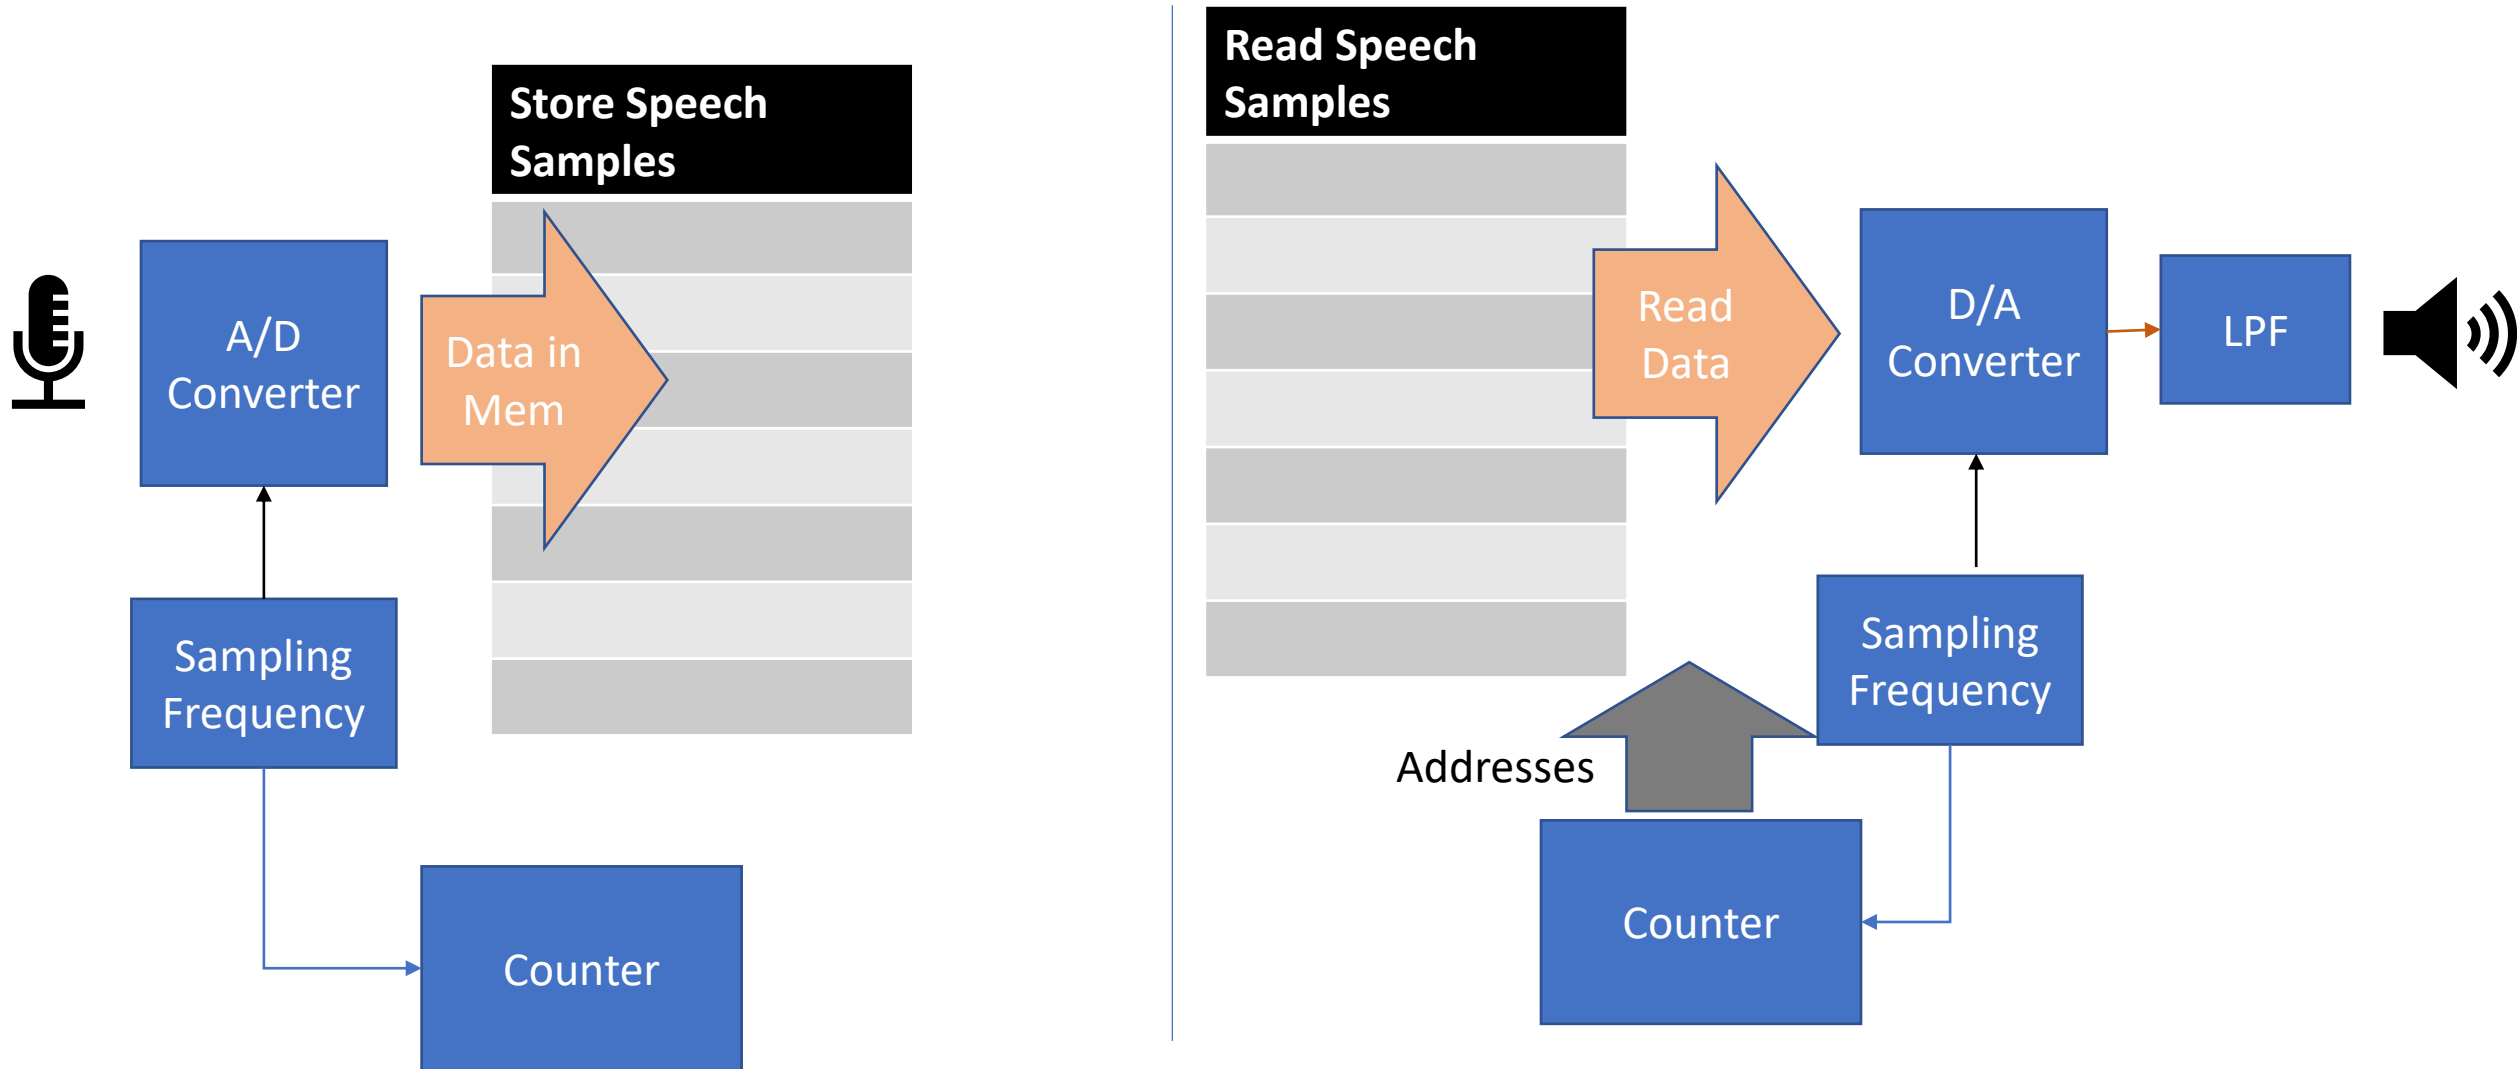 Store Speech
Samples
A/D
Converter
Data in
Mem
Sampling
Frequency
Counter
Read Speech
Samples
Read
Data
D/A
Converter
LPF
Sampling
Frequency
Addresses
Counter